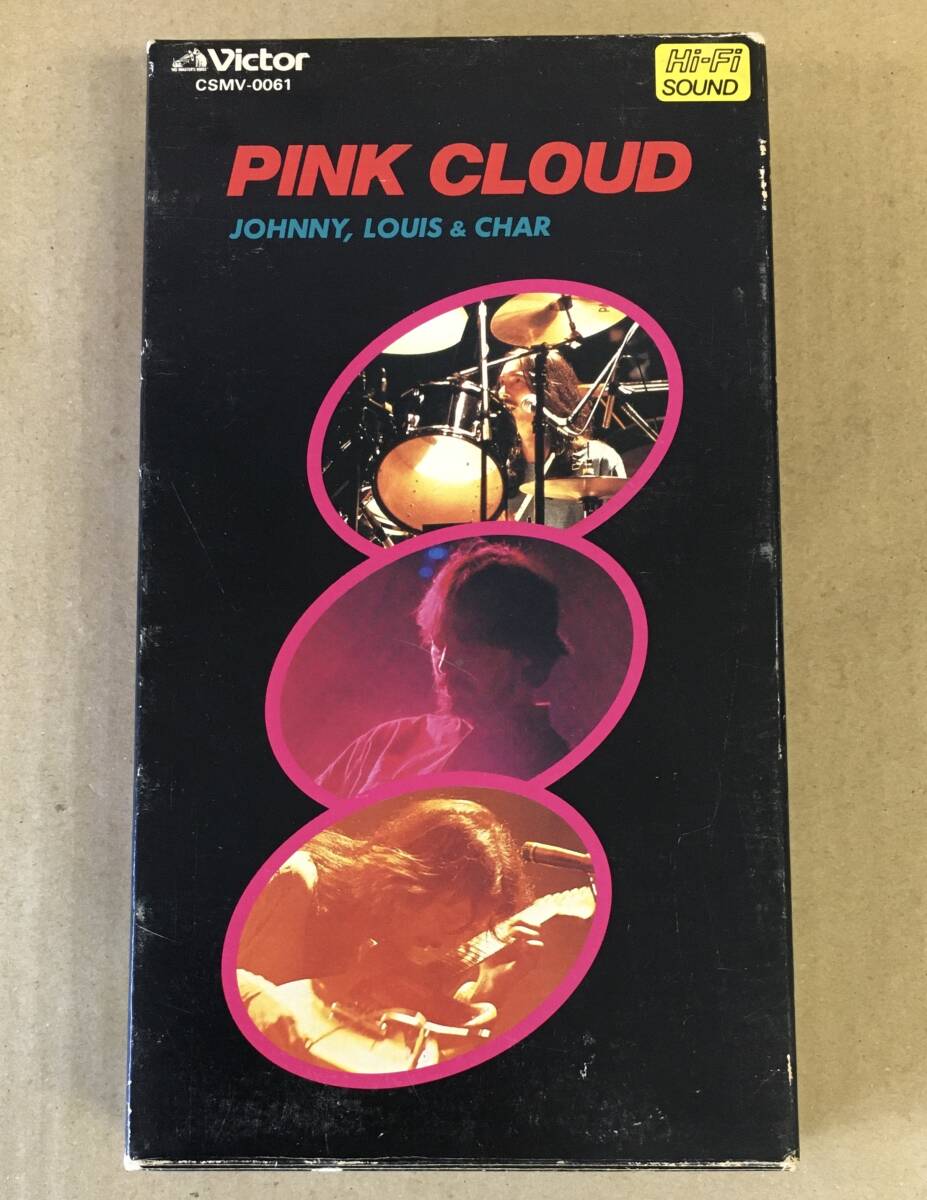 Victor
CSMV-0061
Hi-Fi
SOUND
PINK CLOUD
JOHNNY, LOUIS & CHAR